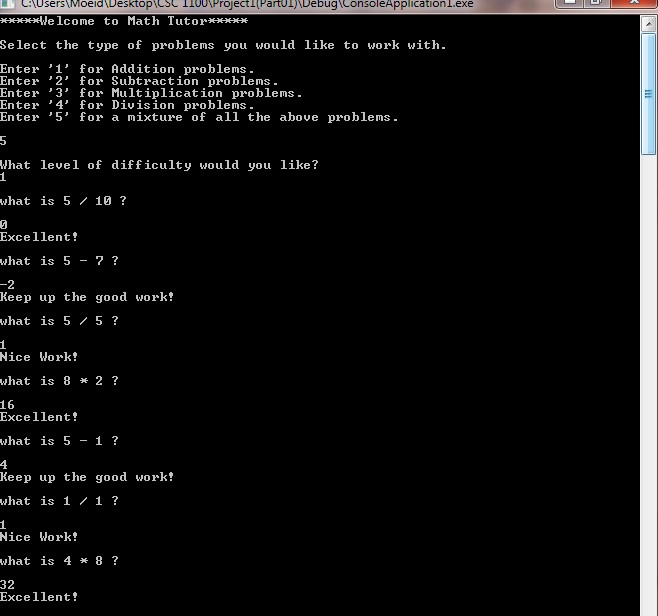 C:\Users\Moeid\Desktop\CSC 1100\Project1(Part01)\Debug\ConsoleApplication1.exe
*****Welcome to Math Tutor*****
Select the type of problems you would like to work with.
Enter '1' for Addition problems.
Enter '2' for Subtraction problems.
Enter '3' for Multiplication problems.
Enter '4' for Division problems.
Enter '5' for a mixture of all the above problems.
5
What level of difficulty would you like?
1
what is 5 / 10 ?
0
Excellent!
what is 5 - 7 ?
-2
Keep up the good work!
what is 5 / 5 ?
1
Nice Work!
what is 8 * 2 ?
16
Excellent!
what is 5 - 1 ?
4
Keep up the good work!
what is 1 / 1 ?
1
Nice Work!
what is 4 * 8 ?
32
Excellent!